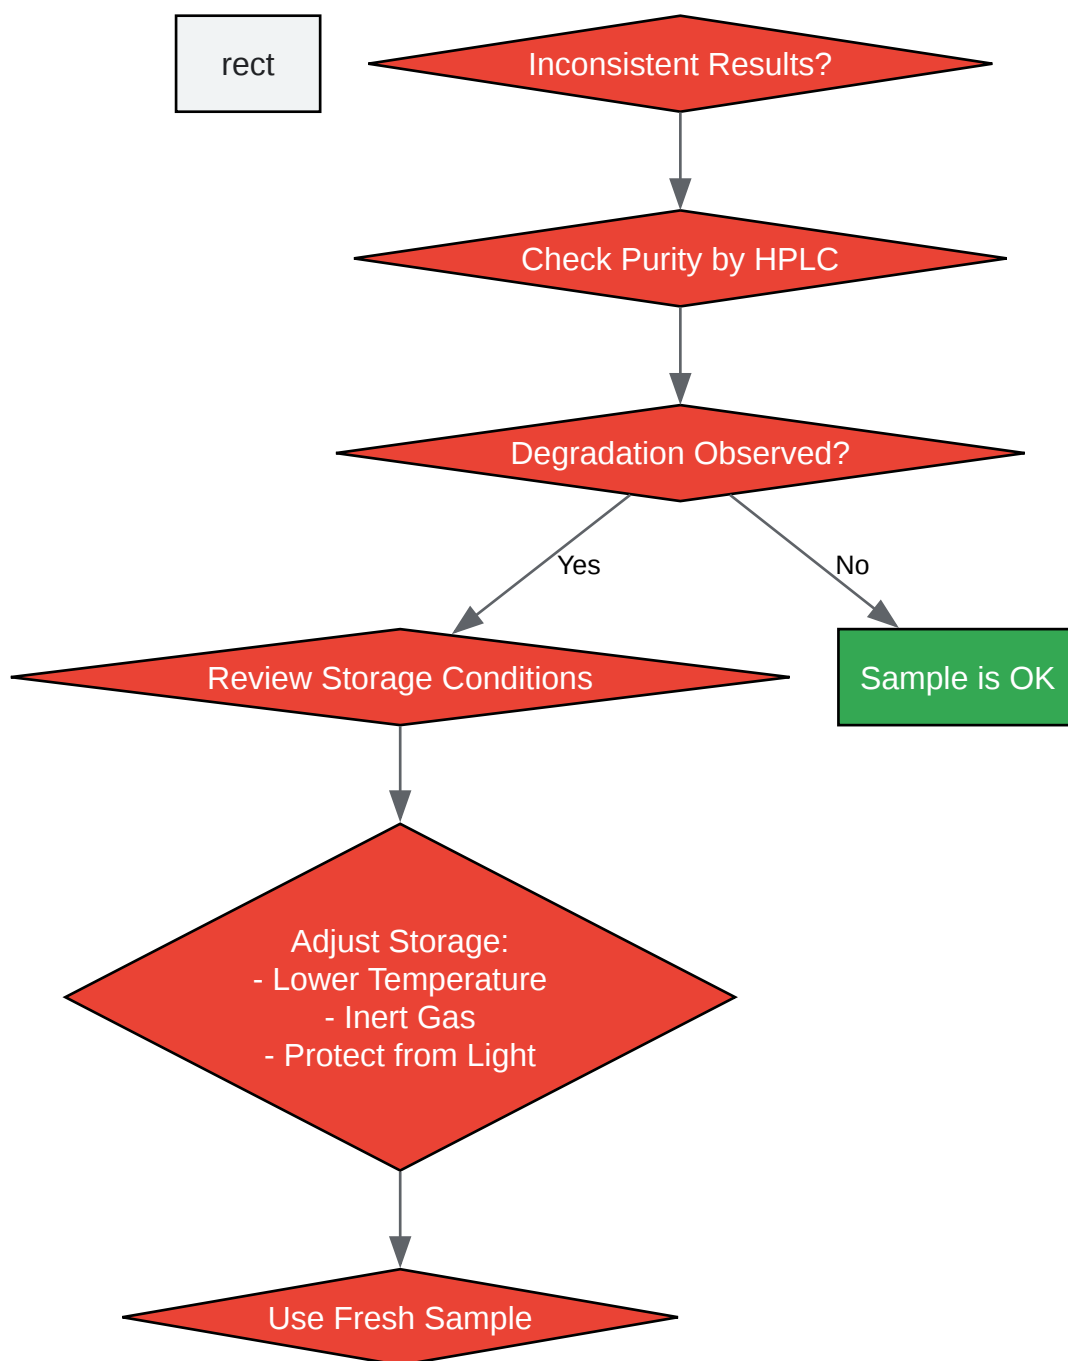 rect
Inconsistent Results?
Check Purity by HPLC
Degradation Observed?
Yes
No
Review Storage Conditions
Sample is OK
Adjust Storage:
- Lower Temperature
- Inert Gas
- Protect from Light
Use Fresh Sample